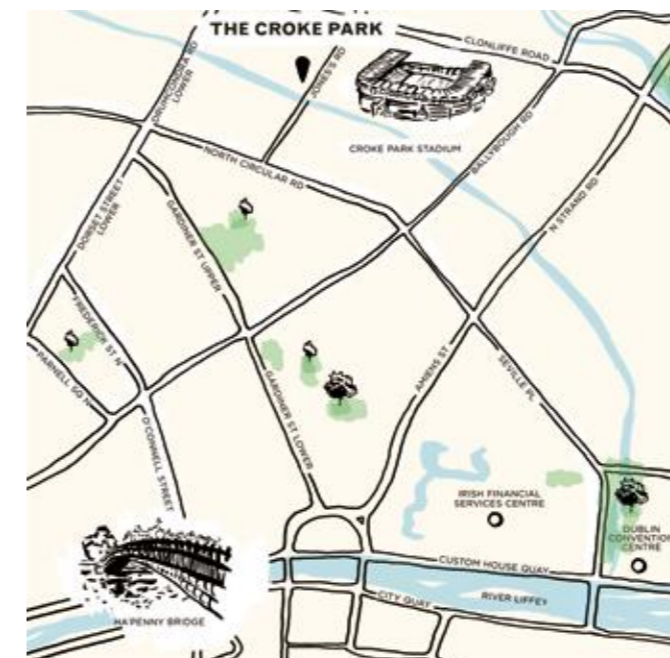 THE CROKE PARK
CLONLIFFE ROAD
DRUMCONDRA RD
LOWER
JONES'S RD
CROKE PARK STADIUM
BALLYBOUGH RD
NORTH CIRCULAR RD
N STRAND RD
DORSET STREET
LOWER
GARDINER ST UPPER
FREDERICK ST N
PARNELL SQ N
O'CONNELL STREET
GARDINER ST LOWER
AMIENS ST
SEVILLE PL
IRISH FINANCIAL
SERVICES CENTRE
DUBLIN
CONVENTION
CENTRE
CUSTOM HOUSE QUAY
CITY QUAY
RIVER LIFFEY
HA'PENNY BRIDGE